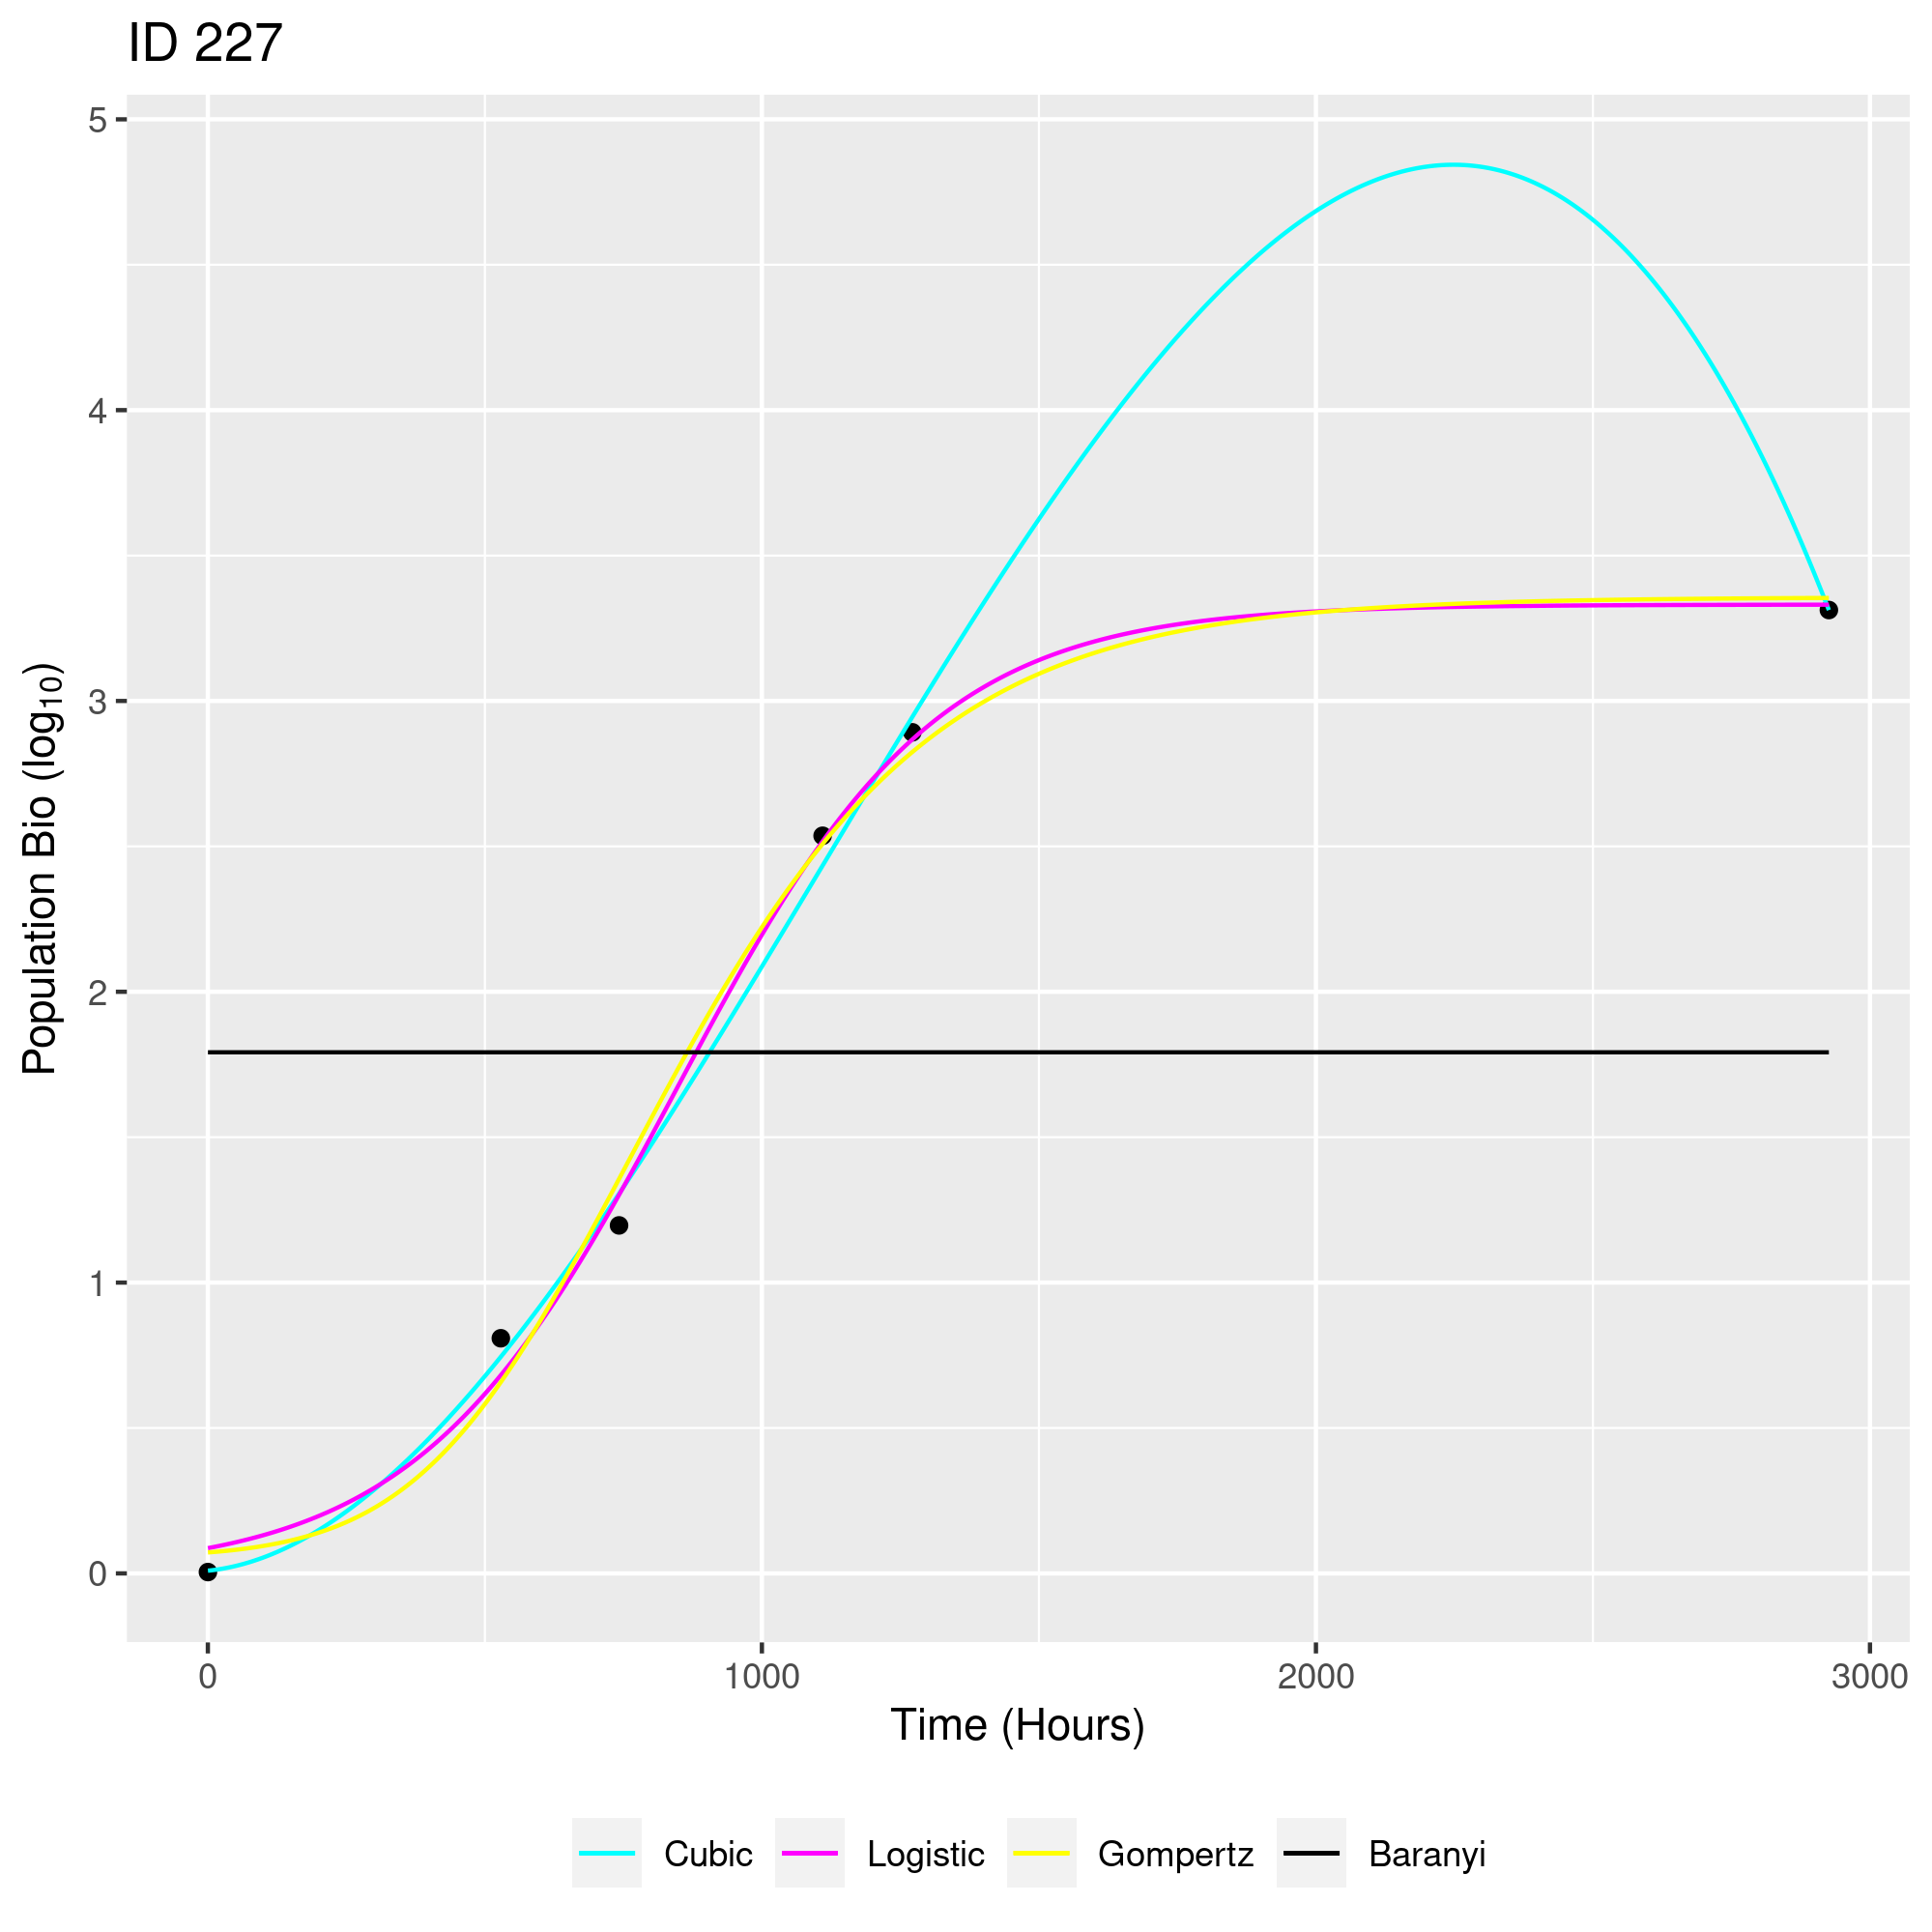 ID 227
5
4
3
2
1
0
Population Bio (log₁₀)
0 1000 2000 3000
Time (Hours)
Cubic Logistic Gompertz Baranyi